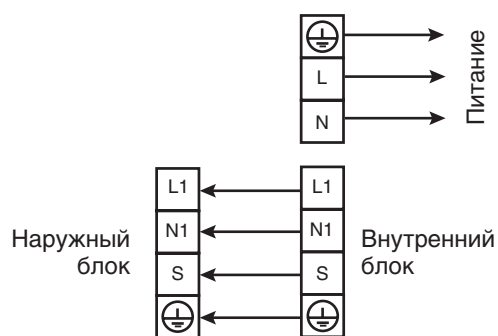 L
N
Питание
L1
L1
N1
N1
S
S
Наружный
блок
Внутренний
блок